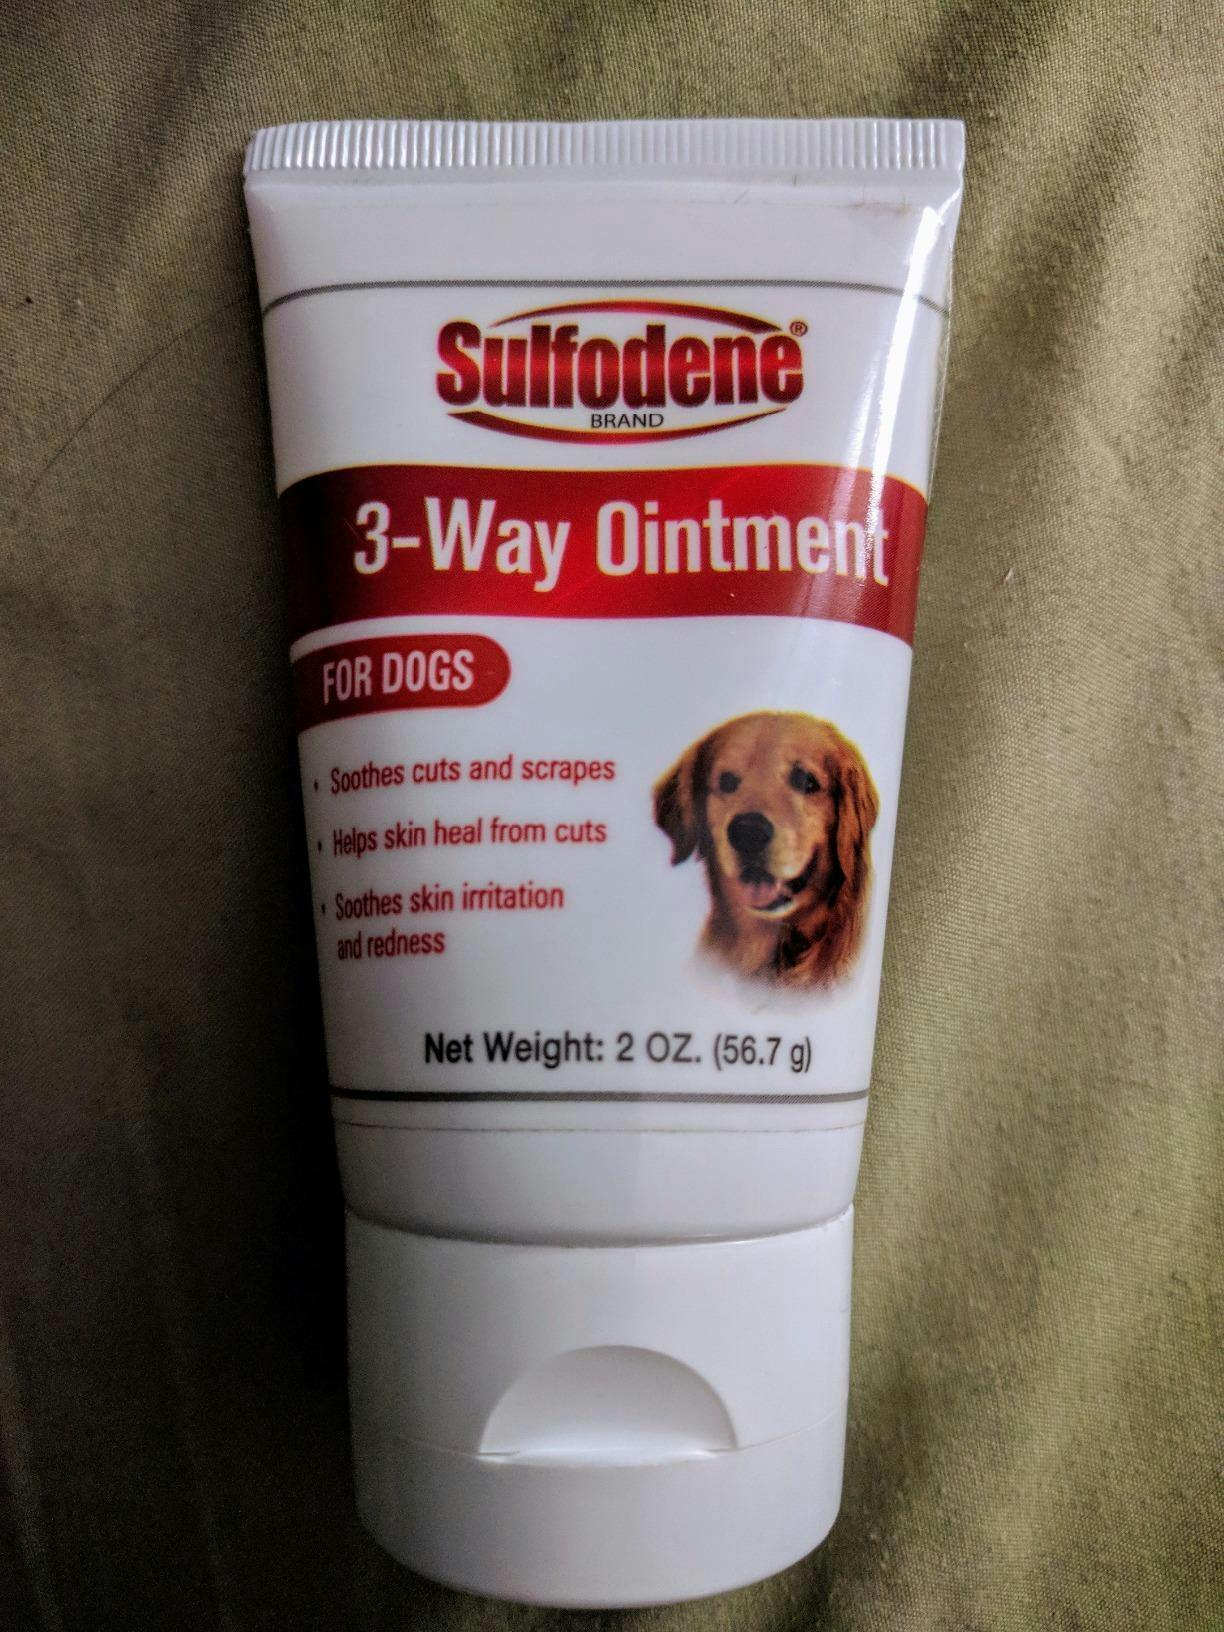 Sulfodene®
BRAND
3-Way Ointment
FOR DOGS
• Soothes cuts and scrapes
• Helps skin heal from cuts
• Soothes skin irritation
and redness
Net Weight: 2 OZ. (56.7 g)